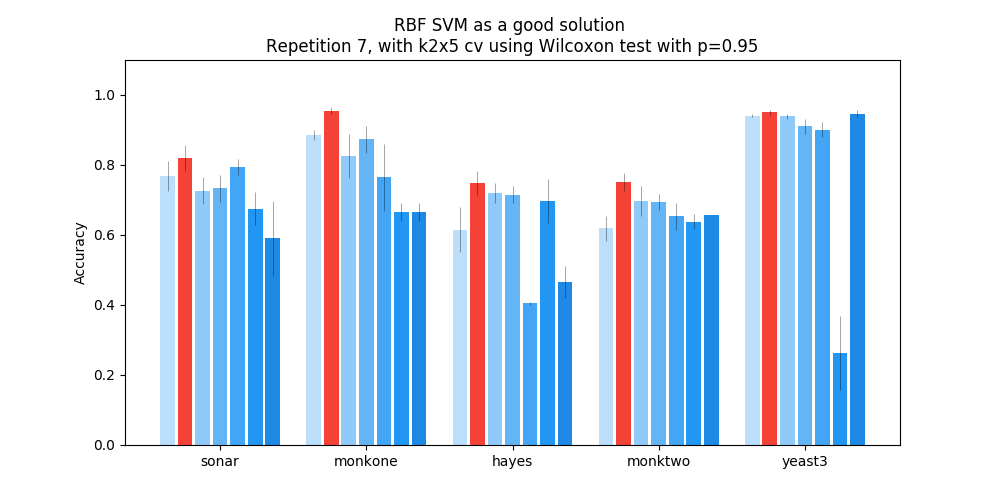 RBF SVM as a good solution
Repetition 7, with k2x5 cv using Wilcoxon test with p=0.95
Accuracy
1.0
0.8
0.6
0.4
0.2
0.0
sonar monkone hayes monktwo yeast3